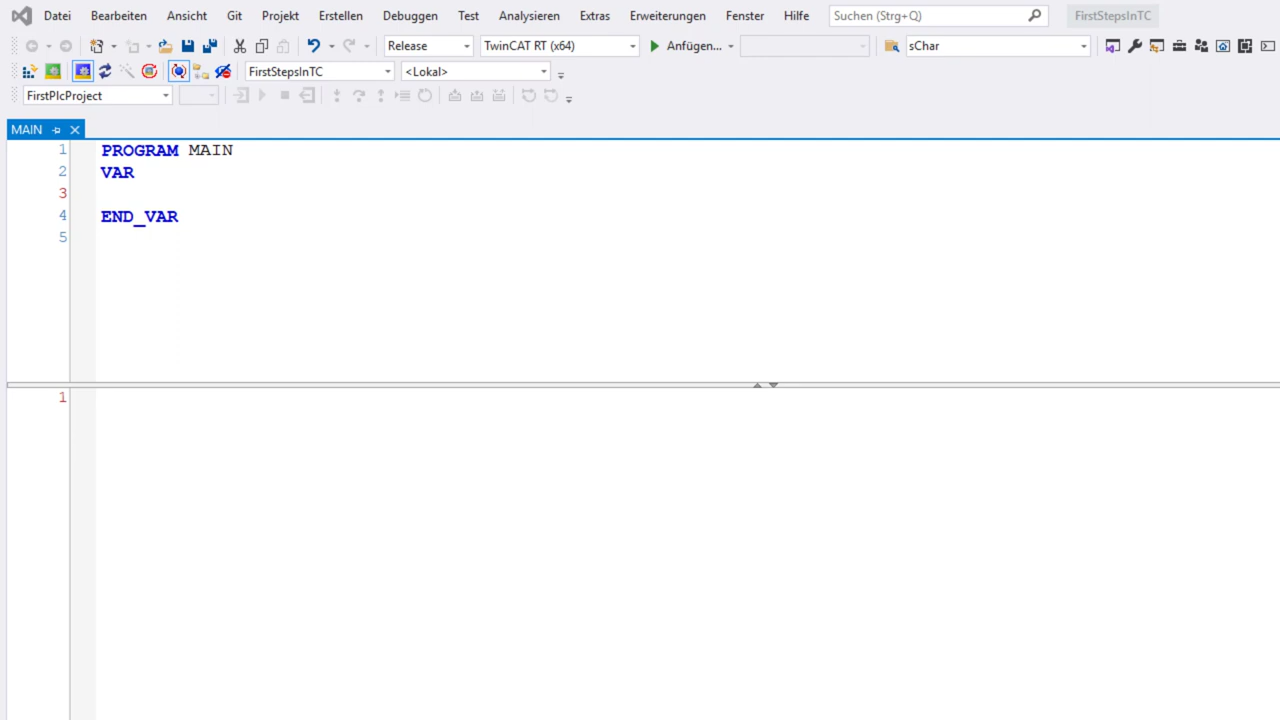 Datei Bearbeiten Ansicht Git Projekt Erstellen Debuggen Test Analysieren Extras Erweiterungen Fenster Hilfe Suchen (Strg+Q) FirstStepsInTC
Release TwinCAT RT (x64) Anfügen... sChar
FirstStepsInTC <Lokal>
FirstPlcProject
MAIN
1 PROGRAM MAIN
2 VAR
3
4 END_VAR
5
1